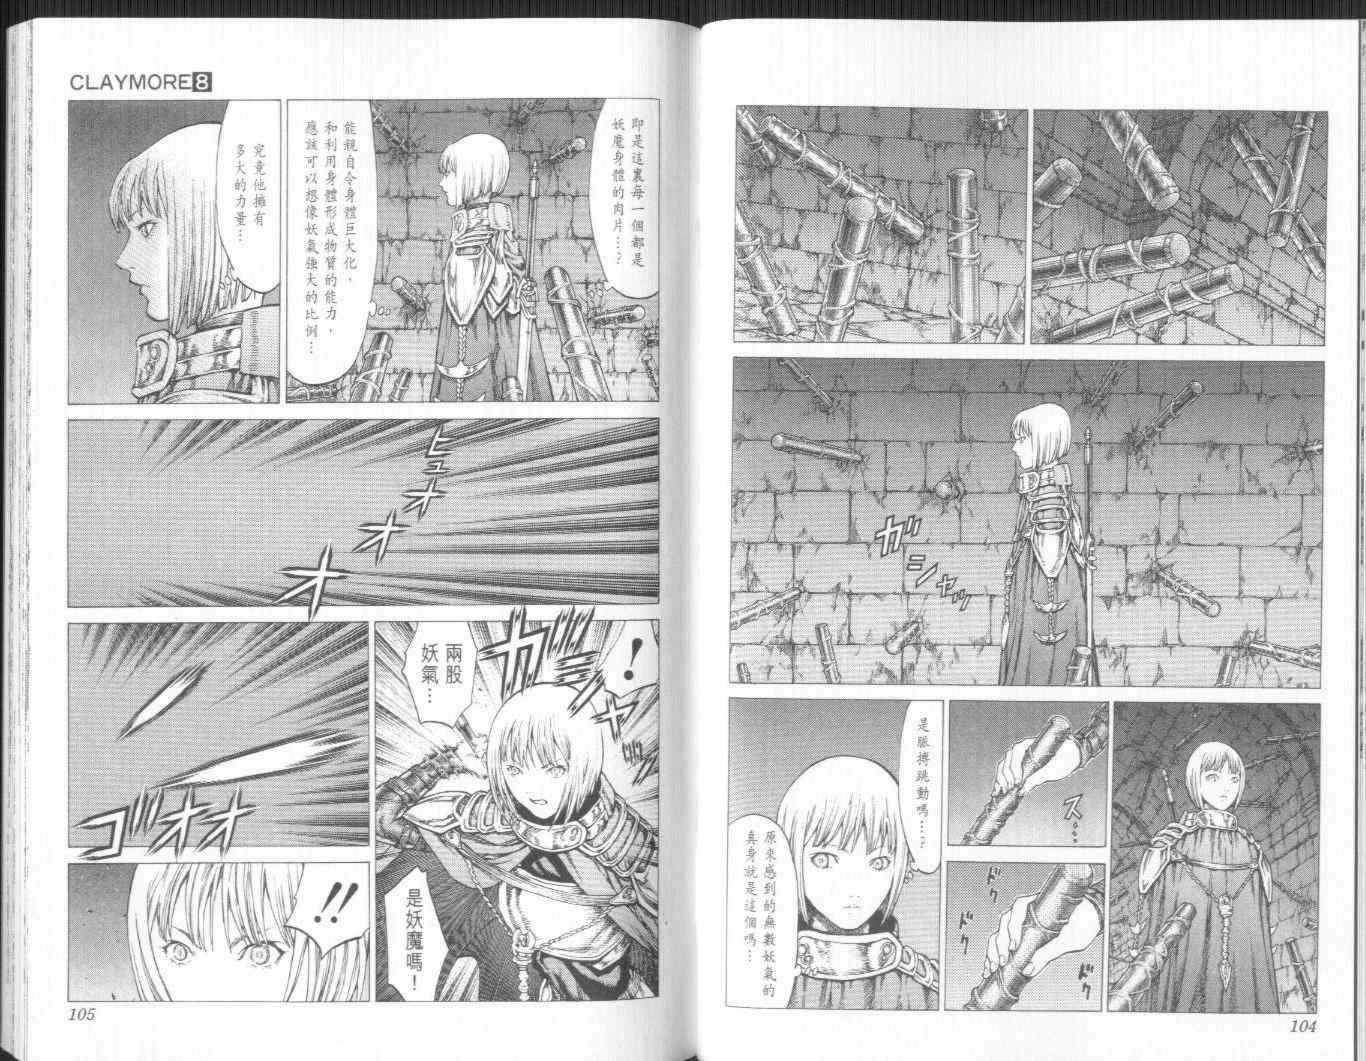 ガ
シャッ
是脈搏跳動嗎…?
原來感到的無數妖氣的
真身就是這個嗎…
ス…
ドク
ドク
ドク
104
CLAYMORE8
即是這裏每一個都是
妖魔身體的肉片…?
能親自令身體巨大化,
和利用身體形成物質的能力,
應該可以想像妖氣強大的比例…
究竟他擁有
多大的力量…
ヒュオオオ
!
ガシャ
兩股
妖氣…
是妖魔嗎!
ゴオオ
!!
105